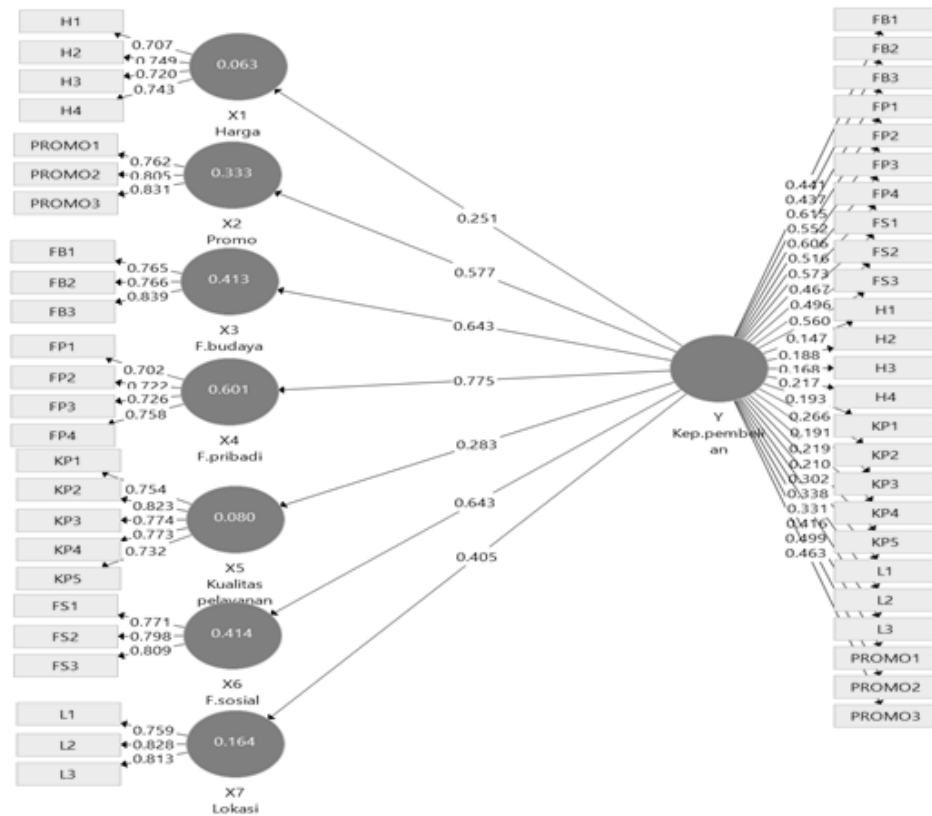 H1
H2
H3
H4
0.707
0.749
0.720
0.743
0.063
X1
Harga
PROMO1
PROMO2
PROMO3
0.762
0.805
0.831
0.333
X2
Promo
FB1
FB2
FB3
0.765
0.766
0.839
0.413
X3
F.budaya
FP1
FP2
FP3
FP4
0.702
0.722
0.726
0.758
0.601
X4
F.pribadi
KP1
KP2
KP3
KP4
KP5
0.754
0.823
0.774
0.773
0.732
0.080
X5
Kualitas
pelayanan
FS1
FS2
FS3
0.771
0.798
0.809
0.414
X6
F.sosial
L1
L2
L3
0.759
0.828
0.813
0.164
X7
Lokasi
0.251
0.577
0.643
0.775
0.283
0.643
0.405
Y
Kep.pembeli
an
0.441
0.437
0.615
0.552
0.606
0.516
0.573
0.467
0.496
0.560
0.147
0.188
0.168
0.217
0.193
0.266
0.191
0.219
0.210
0.302
0.338
0.331
0.416
0.499
0.463
FB1
FB2
FB3
FP1
FP2
FP3
FP4
FS1
FS2
FS3
H1
H2
H3
H4
KP1
KP2
KP3
KP4
KP5
L1
L2
L3
PROMO1
PROMO2
PROMO3